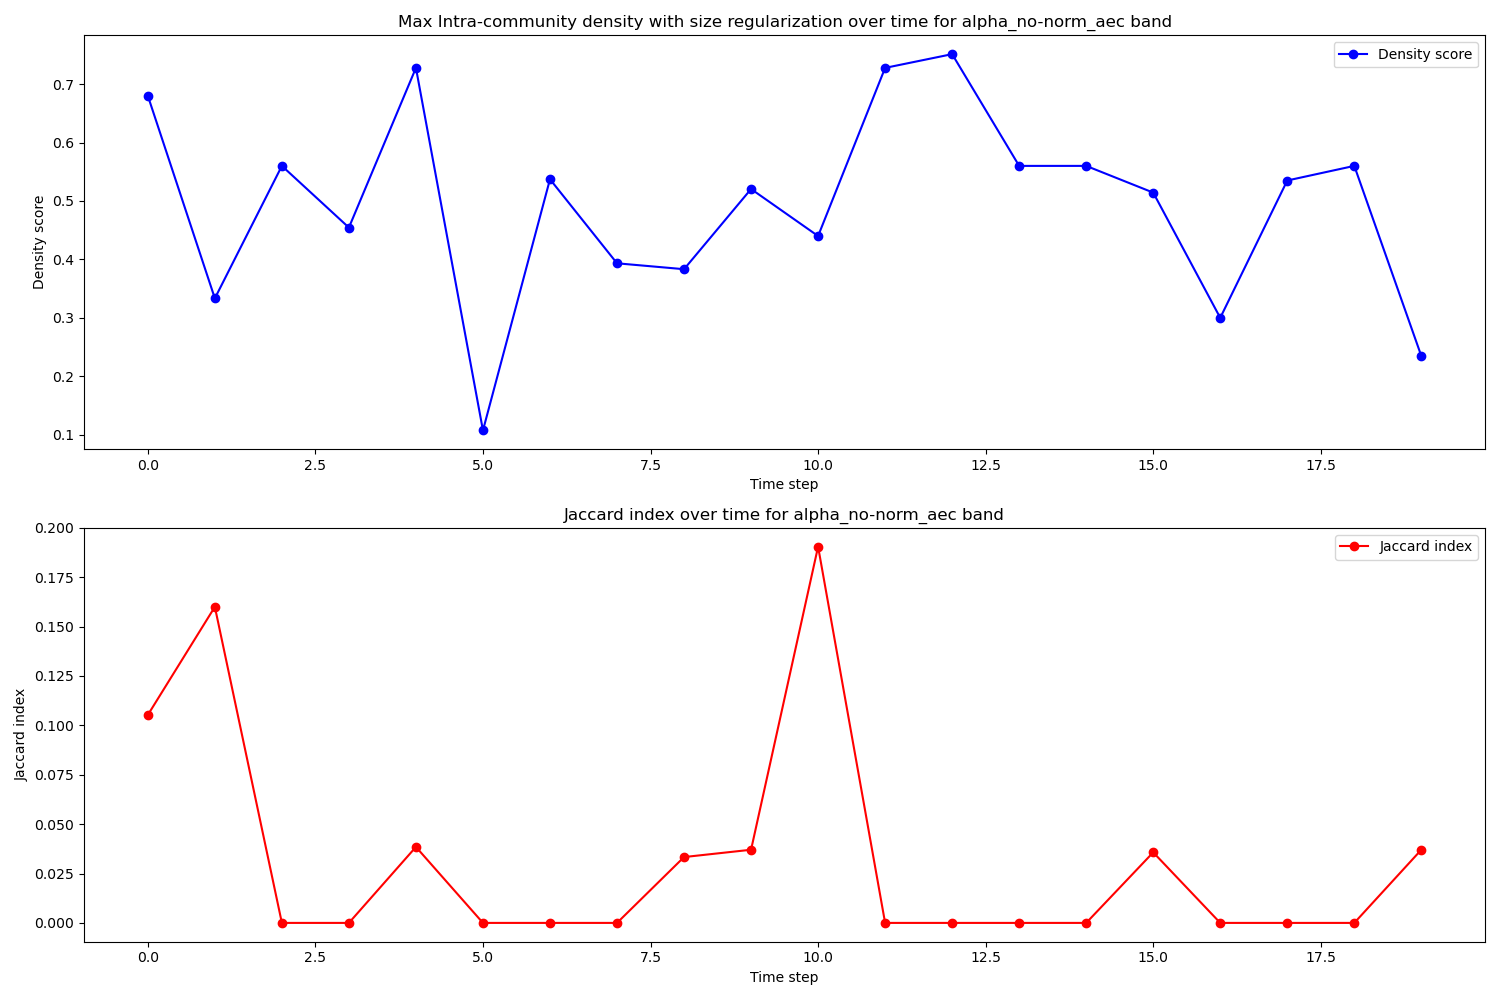 Max Intra-community density with size regularization over time for alpha_no-norm_aec band
Density score
0.7
0.6
0.5
0.4
0.3
0.2
0.1
Density score
0.0 2.5 5.0 7.5 10.0 12.5 15.0 17.5
Time step
Jaccard index over time for alpha_no-norm_aec band
Jaccard index
0.200
0.175
0.150
0.125
0.100
0.075
0.050
0.025
0.000
Jaccard index
0.0 2.5 5.0 7.5 10.0 12.5 15.0 17.5
Time step